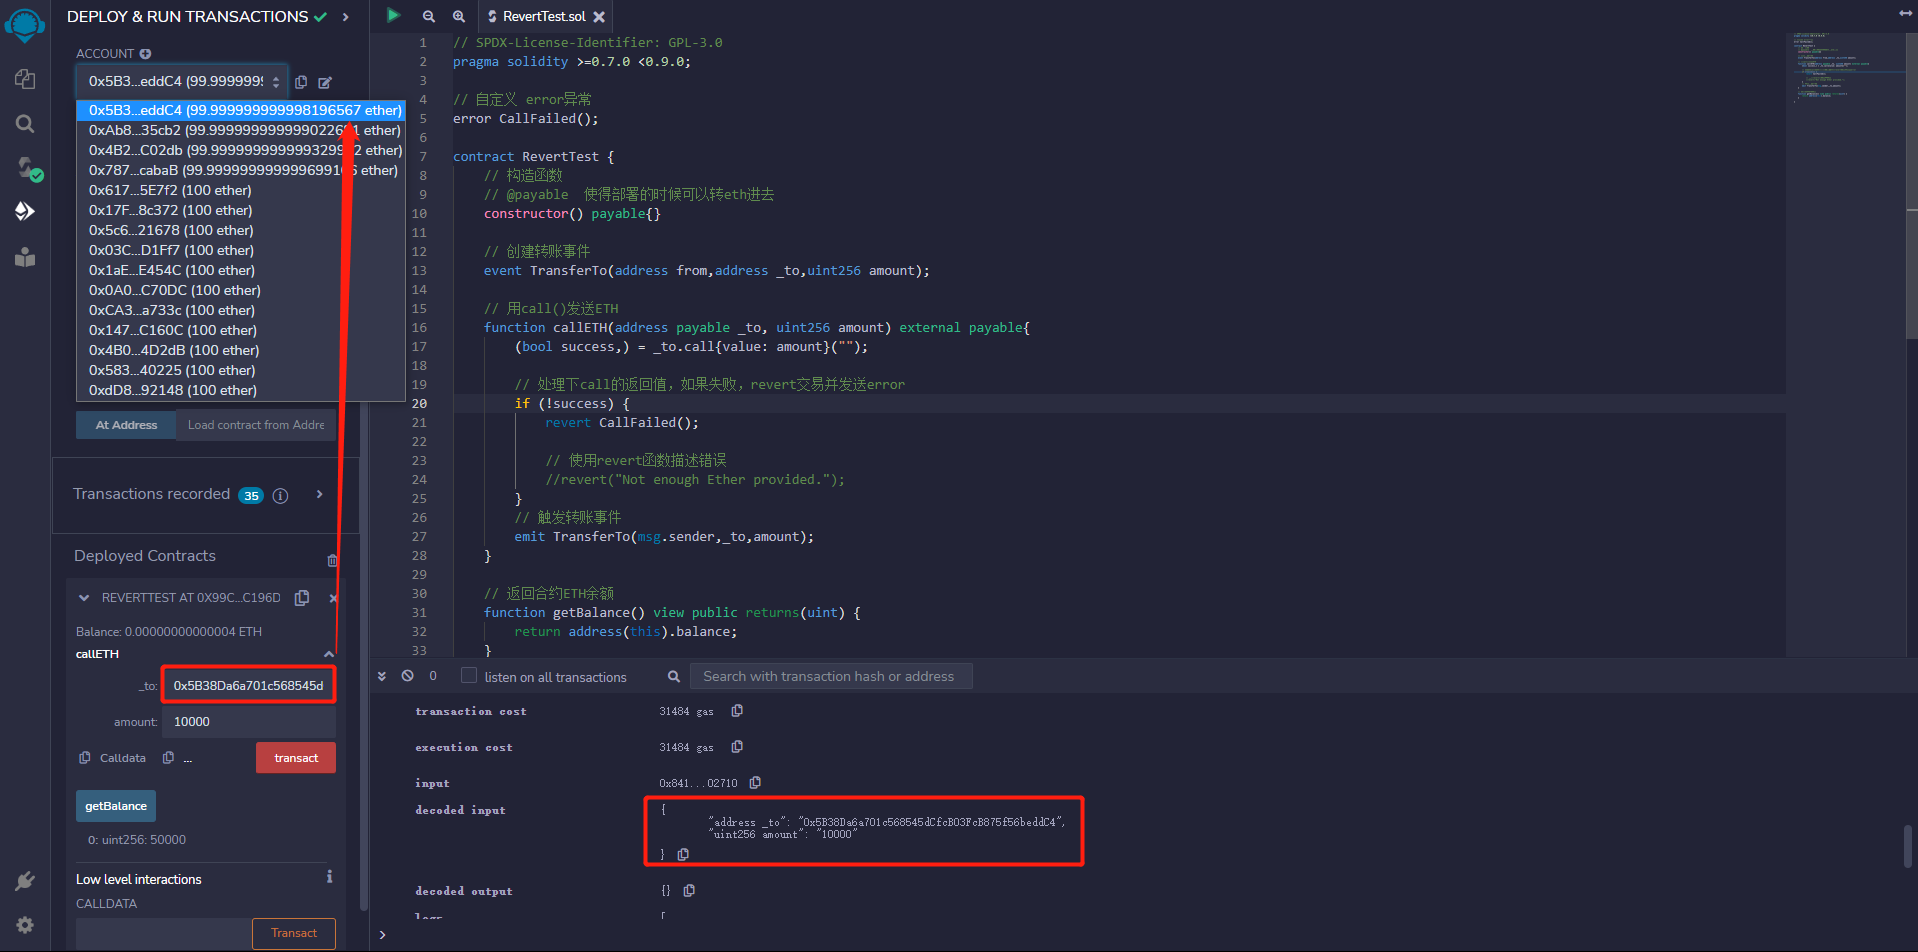 DEPLOY & RUN TRANSACTIONS
ACCOUNT
0x5B3...eddC4 (99.9999999
0x5B3...eddC4 (99.999999999998196567 ether)
0xAb8...35cb2 ether)
0x4B2...C02db ether)
0x787...cabaB ether)
0x617...5E7f2 (100 ether)
0x17F...8c372 (100 ether)
0x5c6...21678 (100 ether)
0x03C...D1Ff7 (100 ether)
0x1aE...E454C (100 ether)
0x0A0...C70DC (100 ether)
0xCA3...a733c (100 ether)
0x147...C160C (100 ether)
0x4B0...4D2dB (100 ether)
0x583...40225 (100 ether)
0xdD8...92148 (100 ether)
At Address
Load contract from Addre
Transactions recorded 35 i
Deployed Contracts
REVERTTEST AT 0X99C...C196D
Balance: 0.00000000000004 ETH
callETH
_to: 0x5B38Da6a701c568545d
amount: 10000
Calldata ... transact
getBalance
0: uint256: 50000
Low level interactions i
CALLDATA
Transact
RevertTest.sol
1 // SPDX-License-Identifier: GPL-3.0
2 pragma solidity >=0.7.0 <0.9.0;
3
4 // 自定义 error异常
5 error CallFailed();
6
7 contract RevertTest {
8 // 构造函数
9 // @payable 使得部署的时候可以转eth进去
10 constructor() payable{}
11
12 // 创建转账事件
13 event TransferTo(address from,address _to,uint256 amount);
14
15 // 用call()发送ETH
16 function callETH(address payable _to, uint256 amount) external payable{
17 (bool success,) = _to.call{value: amount}("");
18
19 // 处理下call的返回值，如果失败，revert交易并发送error
20 if (!success) {
21 revert CallFailed();
22
23 // 使用revert函数描述错误
24 //revert("Not enough Ether provided.");
25 }
26 // 触发转账事件
27 emit TransferTo(msg.sender,_to,amount);
28 }
29
30 // 返回合约ETH余额
31 function getBalance() view public returns(uint) {
32 return address(this).balance;
33 }
0 listen on all transactions Search with transaction hash or address
transaction cost 31484 gas
execution cost 31484 gas
input 0x841...02710
decoded input {
"address _to": "0x5B38Da6a701c568545dCfcB03FcB875f56beddC4",
"uint256 amount": "10000"
}
decoded output {}
logs [
>